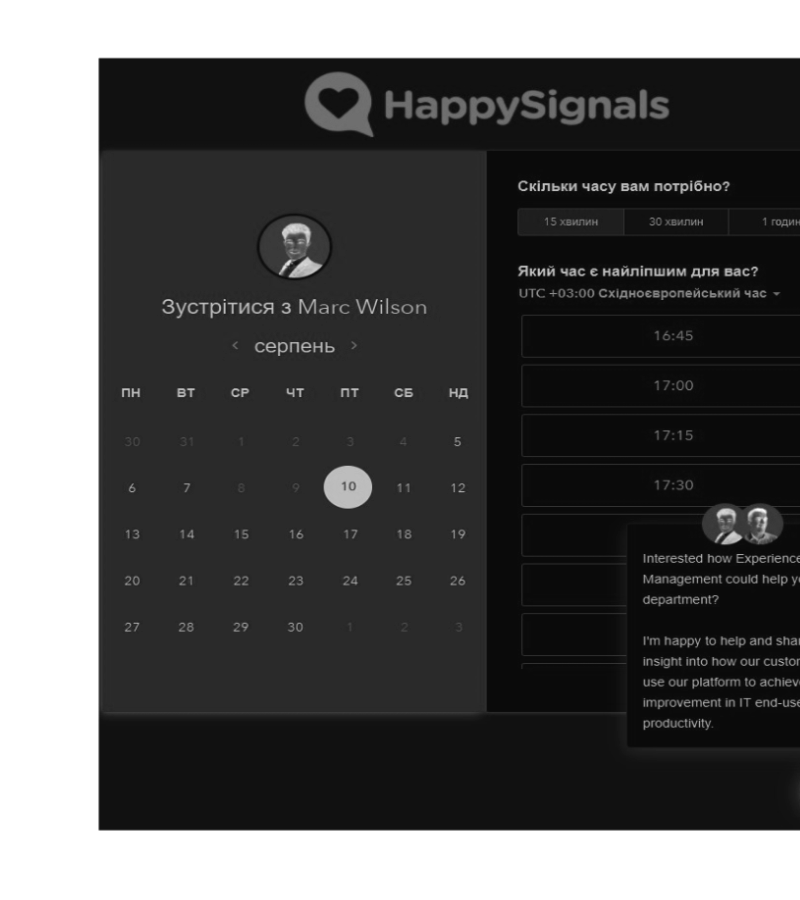 HappySignals
Зустрітися з Marc Wilson
< серпень >
ПН ВТ СР ЧТ ПТ СБ НД
30 31 1 2 3 4 5
6 7 8 9 10 11 12
13 14 15 16 17 18 19
20 21 22 23 24 25 26
27 28 29 30 1 2 3
Скільки часу вам потрібно?
15 хвилин 30 хвилин 1 годин
Який час є найліпшим для вас?
UTC +03:00 Східноєвропейський час
16:45
17:00
17:15
17:30
Interested how Experience
Management could help yo
department?
I'm happy to help and shar
insight into how our custor
use our platform to achieve
improvement in IT end-use
productivity.